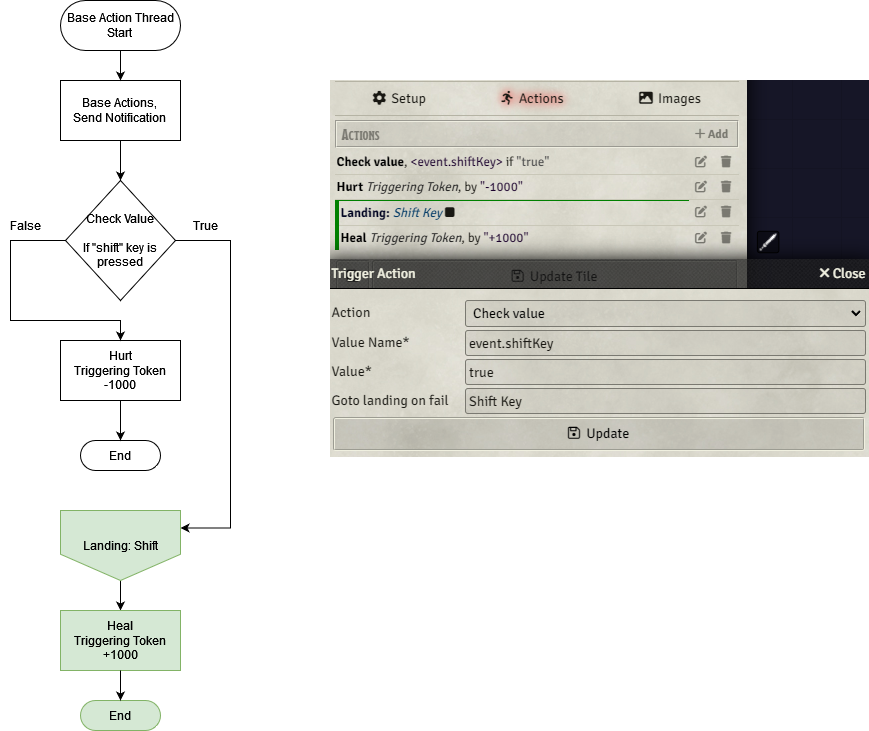 Base Action Thread
Start
Base Actions,
Send Notification
Check Value
If "shift" key is
pressed
False
True
Hurt
Triggering Token
-1000
End
Landing: Shift
Heal
Triggering Token
+1000
End
Setup
Actions
Images
Actions
+ Add
Check value, <event.shiftKey> if "true"
Hurt Triggering Token, by "-1000"
Landing: Shift Key
Heal Triggering Token, by "+1000"
Update Tile
Trigger Action
Close
Action
Check value
Value Name*
event.shiftKey
Value*
true
Goto landing on fail
Shift Key
Update